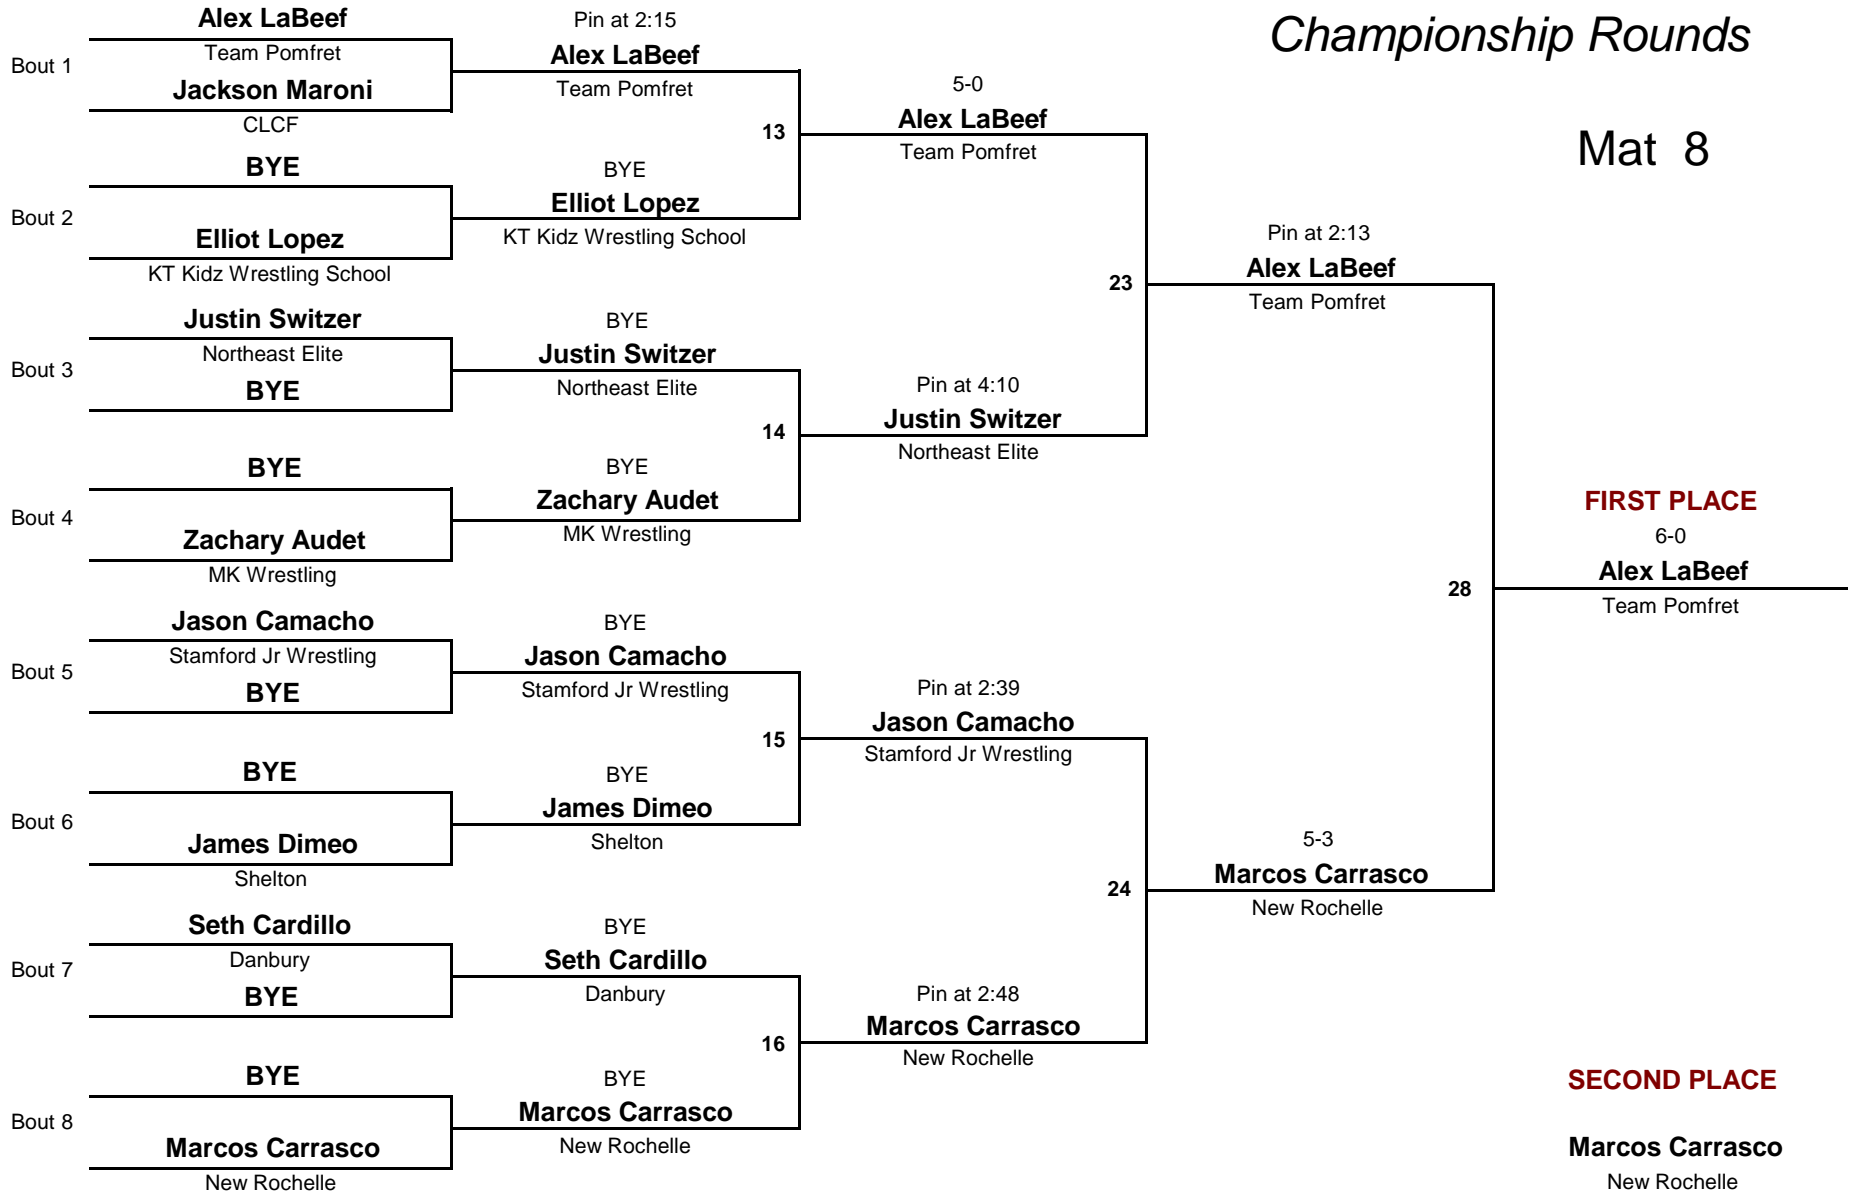 Championship Rounds
Mat 8
Bout 1
Alex LaBeef
Team Pomfret
Jackson Maroni
CLCF
Bout 2
BYE
Elliot Lopez
KT Kidz Wrestling School
Bout 3
Justin Switzer
Northeast Elite
BYE
Bout 4
BYE
Zachary Audet
MK Wrestling
Bout 5
Jason Camacho
Stamford Jr Wrestling
BYE
Bout 6
BYE
James Dimeo
Shelton
Bout 7
Seth Cardillo
Danbury
BYE
Bout 8
BYE
Marcos Carrasco
New Rochelle
Pin at 2:15
Alex LaBeef
Team Pomfret
13
BYE
Elliot Lopez
KT Kidz Wrestling School
BYE
Justin Switzer
Northeast Elite
14
BYE
Zachary Audet
MK Wrestling
BYE
Jason Camacho
Stamford Jr Wrestling
15
BYE
James Dimeo
Shelton
BYE
Seth Cardillo
Danbury
16
BYE
Marcos Carrasco
New Rochelle
5-0
Alex LaBeef
Team Pomfret
23
Pin at 4:10
Justin Switzer
Northeast Elite
Pin at 2:39
Jason Camacho
Stamford Jr Wrestling
24
Pin at 2:48
Marcos Carrasco
New Rochelle
Pin at 2:13
Alex LaBeef
Team Pomfret
28
5-3
Marcos Carrasco
New Rochelle
FIRST PLACE
6-0
Alex LaBeef
Team Pomfret
SECOND PLACE
Marcos Carrasco
New Rochelle